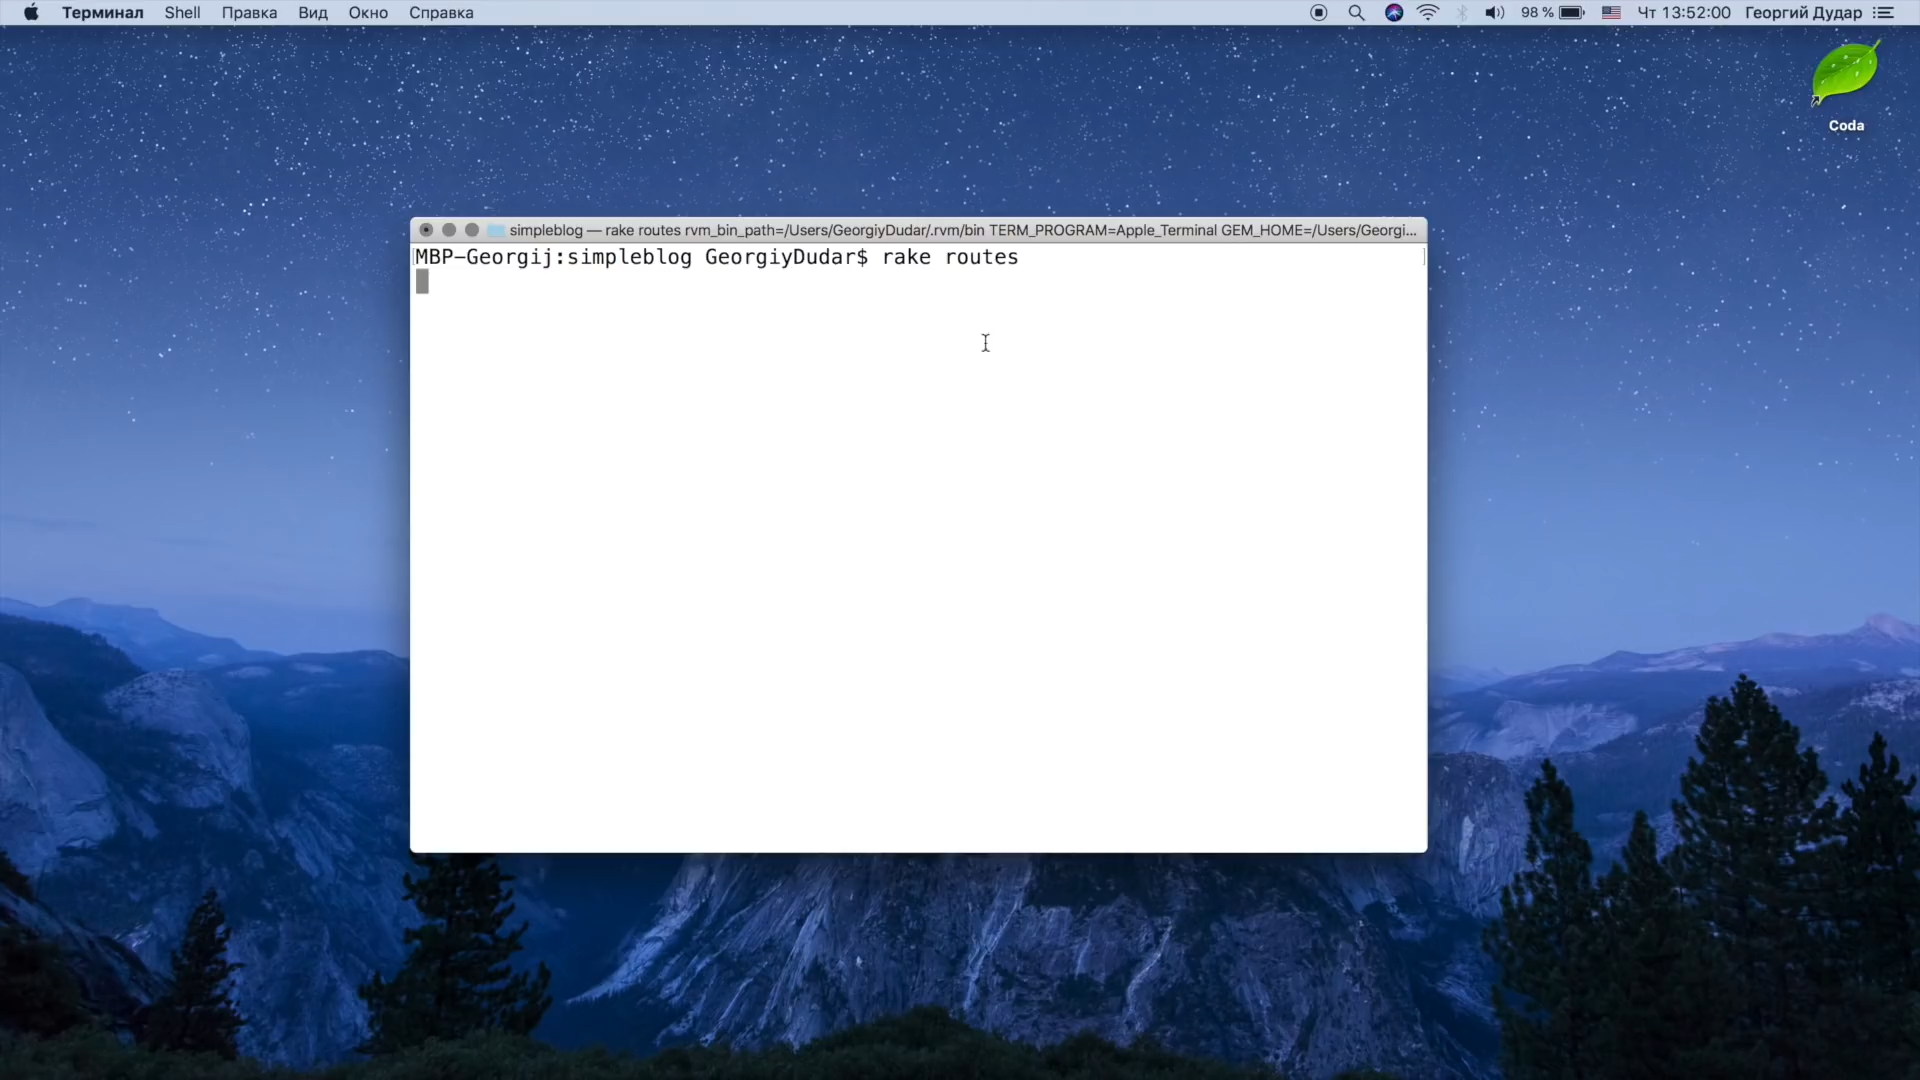 Терминал Shell Правка Вид Окно Справка 98 % Чт 13:52:00 Георгий Дудар
Coda
simpleblog — rake routes rvm_bin_path=/Users/GeorgiyDudar/.rvm/bin TERM_PROGRAM=Apple_Terminal GEM_HOME=/Users/Georgi...
MBP-Georgij:simpleblog GeorgiyDudar$ rake routes